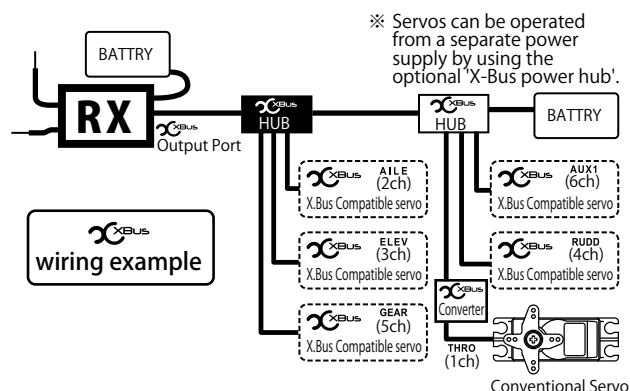 ※ Servos can be operated
from a separate power
supply by using the
optional 'X-Bus power hub'.
BATTRY
RX
XBus
Output Port
XBus
HUB
XBus
HUB
BATTRY
XBus
AILE
(2ch)
X.Bus Compatible servo
XBus
AUX1
(6ch)
X.Bus Compatible servo
XBus
wiring example
XBus
ELEV
(3ch)
X.Bus Compatible servo
XBus
RUDD
(4ch)
X.Bus Compatible servo
XBus
Converter
XBus
GEAR
(5ch)
X.Bus Compatible servo
THRO
(1ch)
Conventional Servo